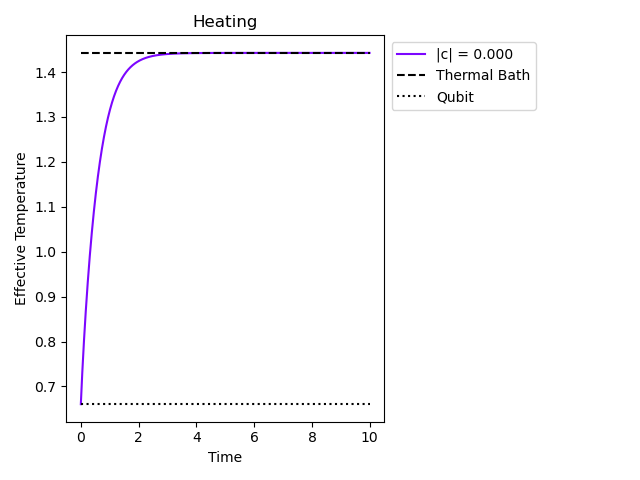 Heating
|c| = 0.000
Thermal Bath
Qubit
Effective Temperature
1.4
1.3
1.2
1.1
1.0
0.9
0.8
0.7
0 2 4 6 8 10
Time